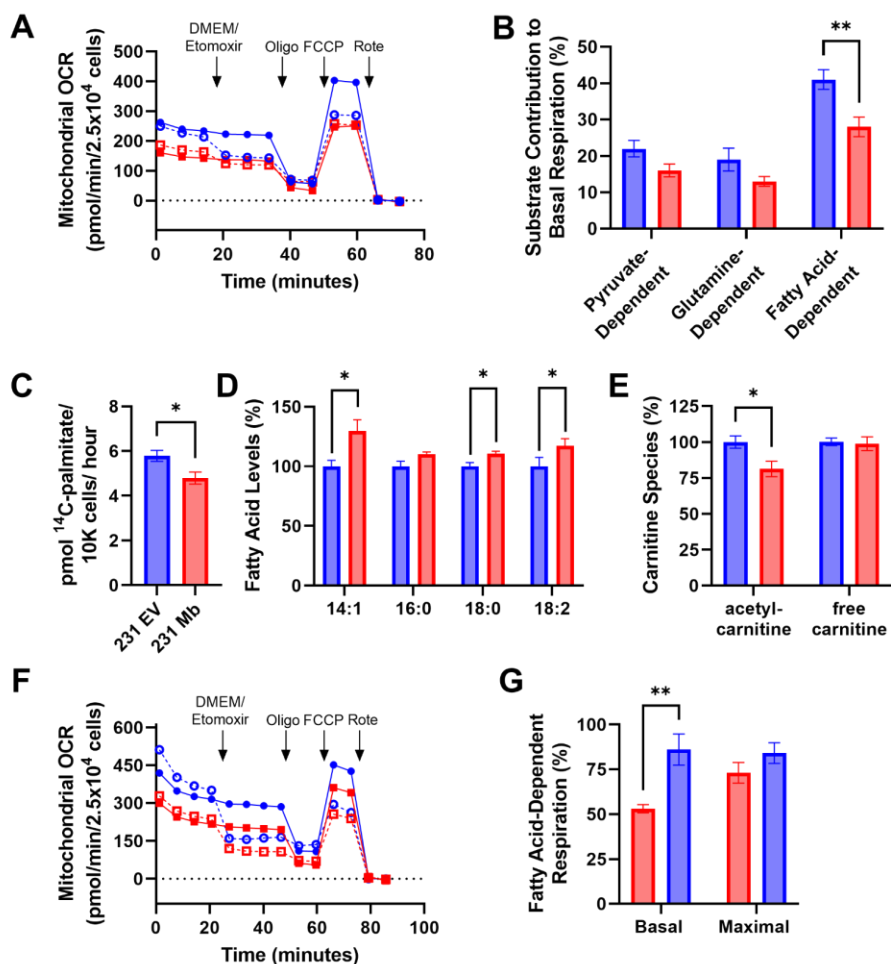 A
DMEM/
Etomoxir
Oligo FCCP Rote
Mitochondrial OCR
(pmol/min/2.5x10⁴ cells)
500
400
300
200
100
0
0 20 40 60 80
Time (minutes)
B
Substrate Contribution to
Basal Respiration (%)
60
50
40
30
20
10
0
**
Pyruvate-
Dependent
Glutamine-
Dependent
Fatty Acid-
Dependent
C
pmol ¹⁴C-palmitate/
10K cells/ hour
8
6
4
2
0
*
231 EV
231 Mb
D
Fatty Acid Levels (%)
150
100
50
0
* * *
14:1 16:0 18:0 18:2
E
Carnitine Species (%)
125
100
75
50
25
0
*
acetyl-
carnitine
free
carnitine
F
DMEM/
Etomoxir
Oligo FCCP Rote
Mitochondrial OCR
(pmol/min/2.5x10⁴ cells)
600
450
300
150
0
0 20 40 60 80 100
Time (minutes)
G
Fatty Acid-Dependent
Respiration (%)
100
75
50
25
0
**
Basal Maximal